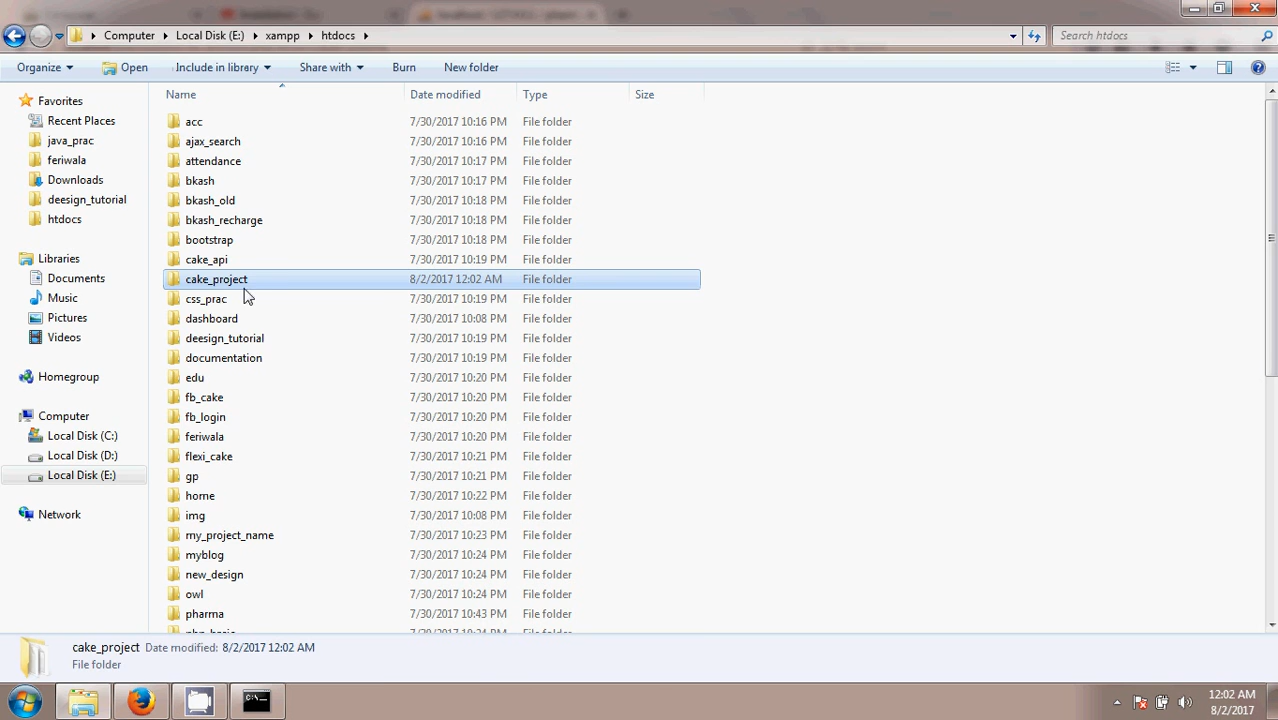 Computer Local Disk (E:) xampp htdocs Search htdocs
Organize Open Include in library Share with Burn New folder
Name Date modified Type Size
Favorites
Recent Places
java_prac
feriwala
Downloads
deesign_tutorial
htdocs
Libraries
Documents
Music
Pictures
Videos
Homegroup
Computer
Local Disk (C:)
Local Disk (D:)
Local Disk (E:)
Network
acc 7/30/2017 10:16 PM File folder
ajax_search 7/30/2017 10:16 PM File folder
attendance 7/30/2017 10:17 PM File folder
bkash 7/30/2017 10:17 PM File folder
bkash_old 7/30/2017 10:18 PM File folder
bkash_recharge 7/30/2017 10:18 PM File folder
bootstrap 7/30/2017 10:18 PM File folder
cake_api 7/30/2017 10:19 PM File folder
cake_project 8/2/2017 12:02 AM File folder
css_prac 7/30/2017 10:19 PM File folder
dashboard 7/30/2017 10:08 PM File folder
deesign_tutorial 7/30/2017 10:19 PM File folder
documentation 7/30/2017 10:19 PM File folder
edu 7/30/2017 10:20 PM File folder
fb_cake 7/30/2017 10:20 PM File folder
fb_login 7/30/2017 10:20 PM File folder
feriwala 7/30/2017 10:20 PM File folder
flexi_cake 7/30/2017 10:21 PM File folder
gp 7/30/2017 10:21 PM File folder
home 7/30/2017 10:22 PM File folder
img 7/30/2017 10:08 PM File folder
my_project_name 7/30/2017 10:23 PM File folder
myblog 7/30/2017 10:24 PM File folder
new_design 7/30/2017 10:24 PM File folder
owl 7/30/2017 10:24 PM File folder
pharma 7/30/2017 10:43 PM File folder
cake_project Date modified: 8/2/2017 12:02 AM
File folder
12:02 AM
8/2/2017